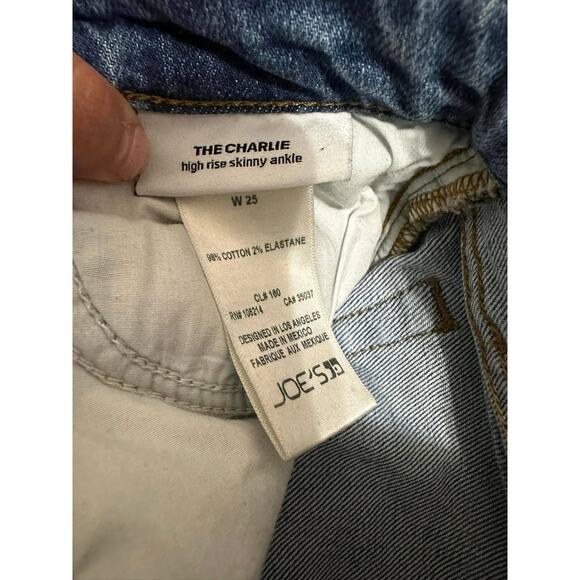 THE CHARLIE
high rise skinny ankle
W 25
98% COTTON 2% ELASTANE
CL# 160
RN# 106214 CA# 35037
DESIGNED IN LOS ANGELES
MADE IN MEXICO
FABRIQUE AUX MEXIQUE
JOE'S